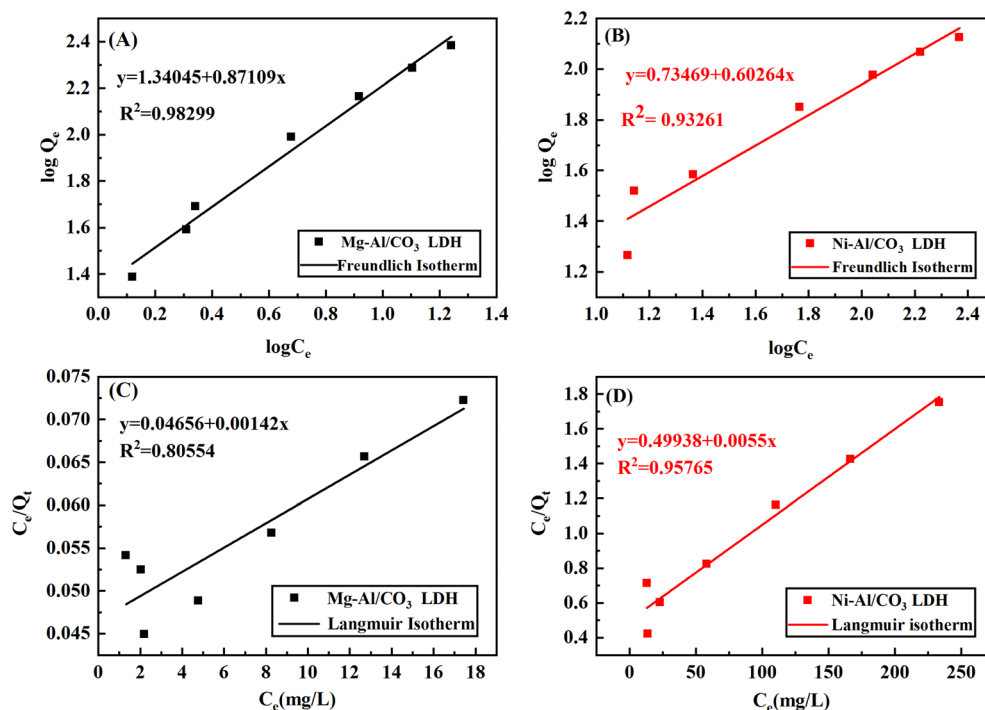 (A)
y=1.34045+0.87109x
R²=0.98299
log Qₑ
2.4
2.2
2.0
1.8
1.6
1.4
Mg-Al/CO₃ LDH
Freundlich Isotherm
0.0 0.2 0.4 0.6 0.8 1.0 1.2 1.4
logCₑ
(B)
y=0.73469+0.60264x
R²= 0.93261
log Qₑ
2.2
2.0
1.8
1.6
1.4
1.2
Ni-Al/CO₃ LDH
Freundlich Isotherm
1.0 1.2 1.4 1.6 1.8 2.0 2.2 2.4
logCₑ
(C)
y=0.04656+0.00142x
R²=0.80554
Cₑ/Qₜ
0.075
0.070
0.065
0.060
0.055
0.050
0.045
Mg-Al/CO₃ LDH
Langmuir Isotherm
0 2 4 6 8 10 12 14 16 18
Cₑ(mg/L)
(D)
y=0.49938+0.0055x
R²=0.95765
Cₑ/Qₜ
1.8
1.6
1.4
1.2
1.0
0.8
0.6
0.4
Ni-Al/CO₃ LDH
Langmuir isotherm
0 50 100 150 200 250
Cₑ(mg/L)